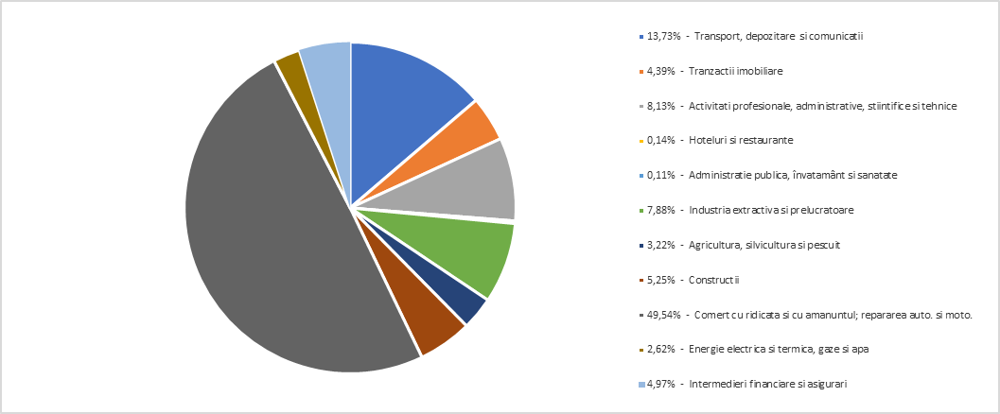 13,73% - Transport, depozitare si comunicatii
4,39% - Tranzactii imobiliare
8,13% - Activitati profesionale, administrative, stiintifice si tehnice
0,14% - Hoteluri si restaurante
0,11% - Administratie publica, învatamânt si sanatate
7,88% - Industria extractiva si prelucratoare
3,22% - Agricultura, silvicultura si pescuit
5,25% - Constructii
49,54% - Comert cu ridicata si cu amanuntul; repararea auto. si moto.
2,62% - Energie electrica si termica, gaze si apa
4,97% - Intermedieri financiare si asigurari